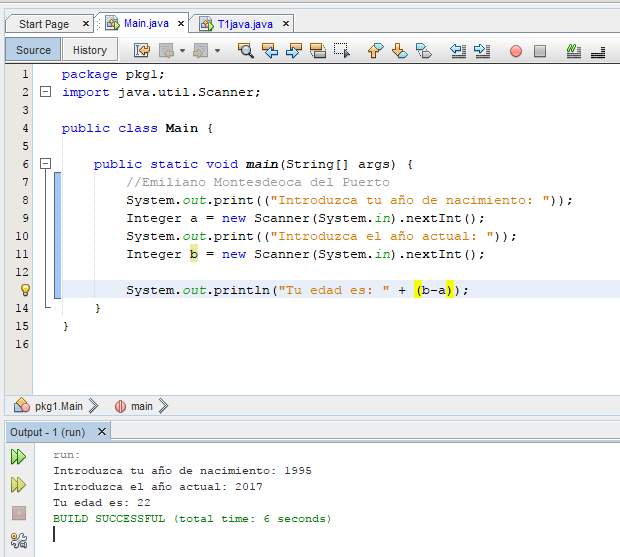 Start Page Main.java T1java.java
Source History
1 package pkg1;
2 import java.util.Scanner;
3
4 public class Main {
5
6 public static void main(String[] args) {
7 //Emiliano Montesdeoca del Puerto
8 System.out.print(("Introduzca tu año de nacimiento: "));
9 Integer a = new Scanner(System.in).nextInt();
10 System.out.print(("Introduzca el año actual: "));
11 Integer b = new Scanner(System.in).nextInt();
12
System.out.println("Tu edad es: " + (b-a));
14 }
15 }
16
pkg1.Main main
Output - 1 (run)
run:
Introduzca tu año de nacimiento: 1995
Introduzca el año actual: 2017
Tu edad es: 22
BUILD SUCCESSFUL (total time: 6 seconds)